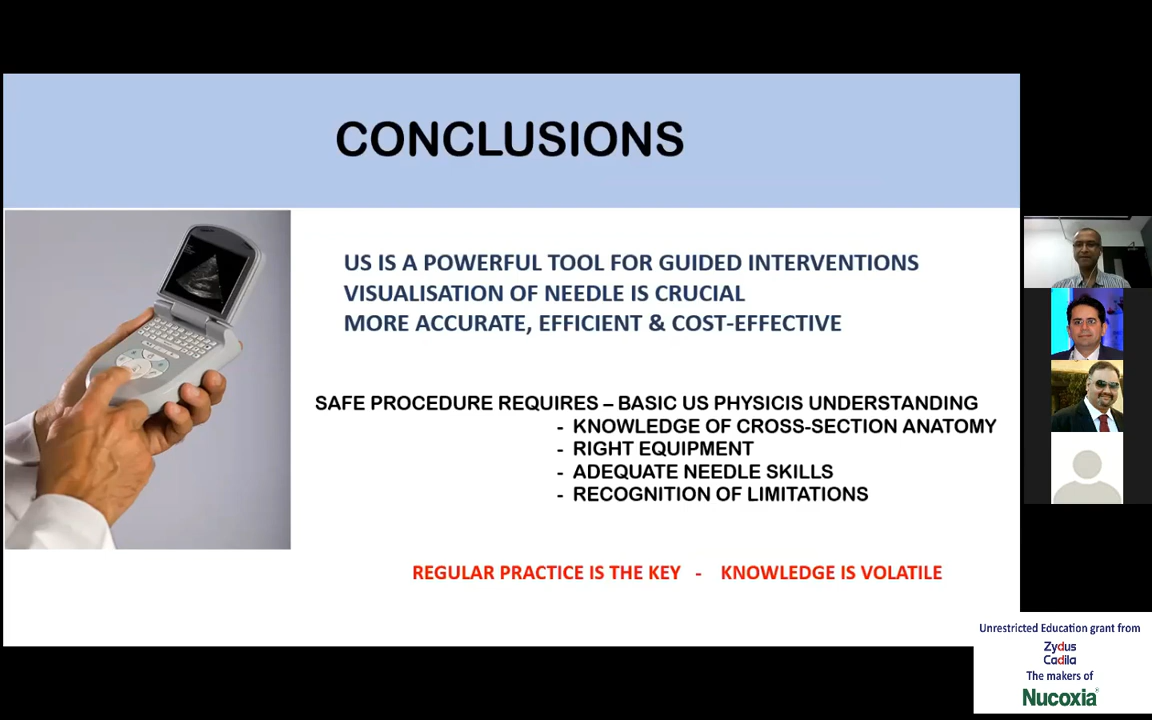 CONCLUSIONS
US IS A POWERFUL TOOL FOR GUIDED INTERVENTIONS
VISUALISATION OF NEEDLE IS CRUCIAL
MORE ACCURATE, EFFICIENT & COST-EFFECTIVE
SAFE PROCEDURE REQUIRES – BASIC US PHYSICIS UNDERSTANDING
- KNOWLEDGE OF CROSS-SECTION ANATOMY
- RIGHT EQUIPMENT
- ADEQUATE NEEDLE SKILLS
- RECOGNITION OF LIMITATIONS
REGULAR PRACTICE IS THE KEY - KNOWLEDGE IS VOLATILE
Unrestricted Education grant from
Zydus
Cadila
The makers of
Nucoxia